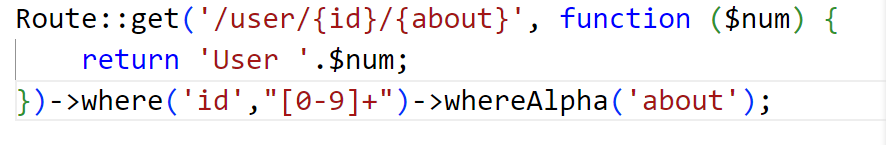 Route::get('/user/{id}/{about}', function ($num) {
    return 'User '.$num;
})->where('id',"[0-9]+")->whereAlpha('about');